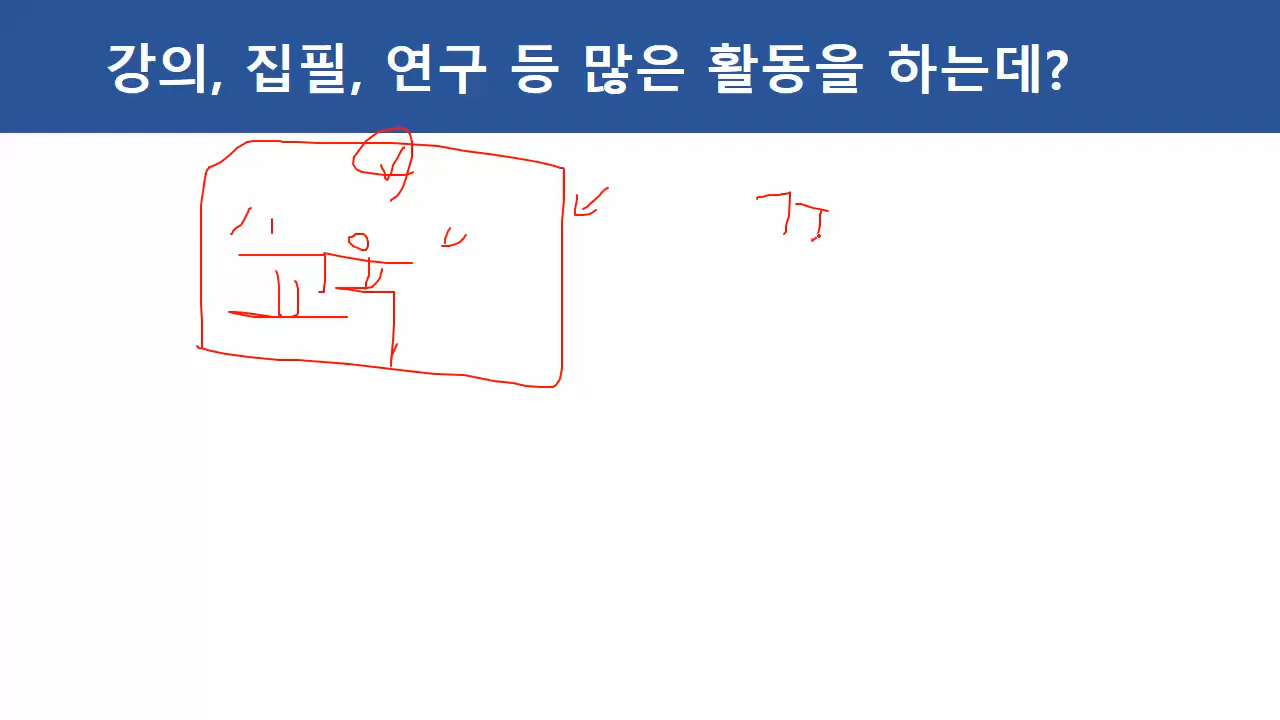 강의, 집필, 연구 등 많은 활동을 하는데?